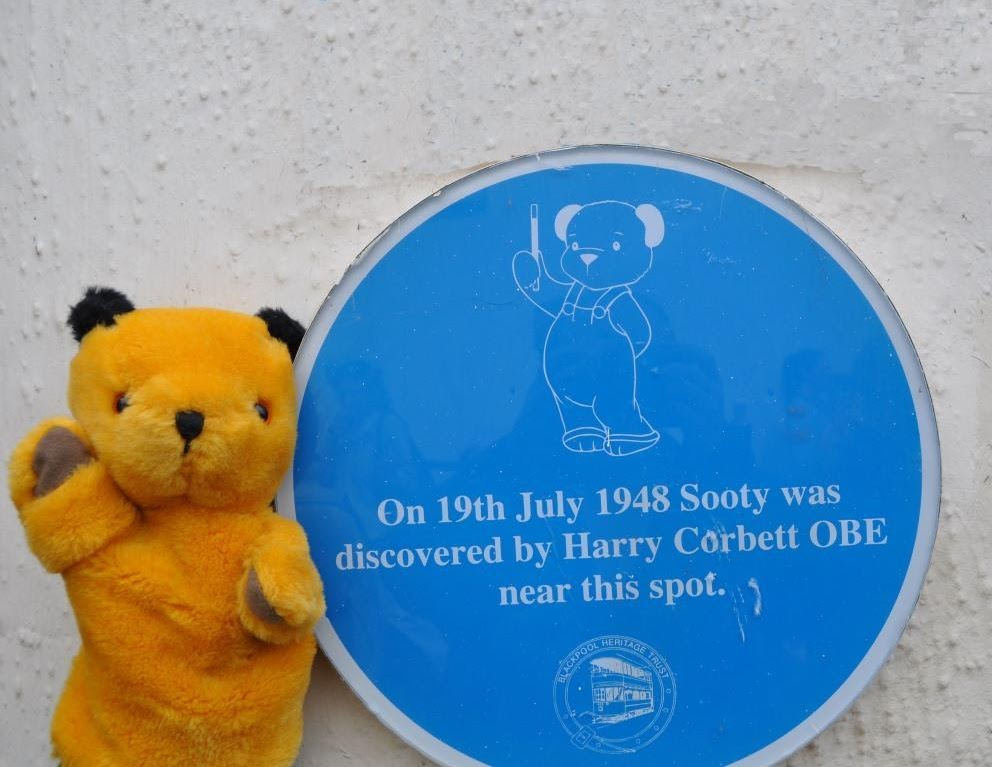 On 19th July 1948 Sooty was
discovered by Harry Corbett OBE
near this spot.
BLACKPOOL HERITAGE TRUST